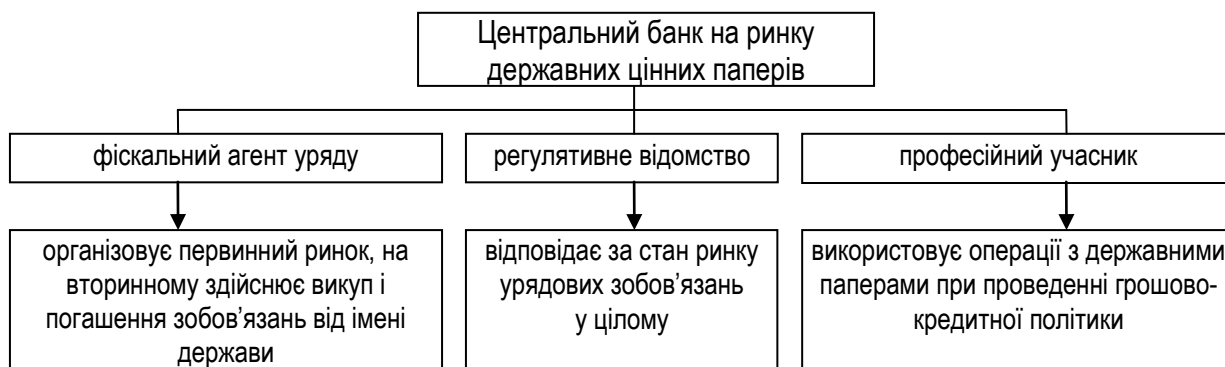 Центральний банк на ринку
державних цінних паперів
фіскальний агент уряду
регулятивне відомство
професійний учасник
організовує первинний ринок, на
вторинному здійснює викуп і
погашення зобов’язань від імені
держави
відповідає за стан ринку
урядових зобов’язань
у цілому
використовує операції з державними
паперами при проведенні грошово-
кредитної політики